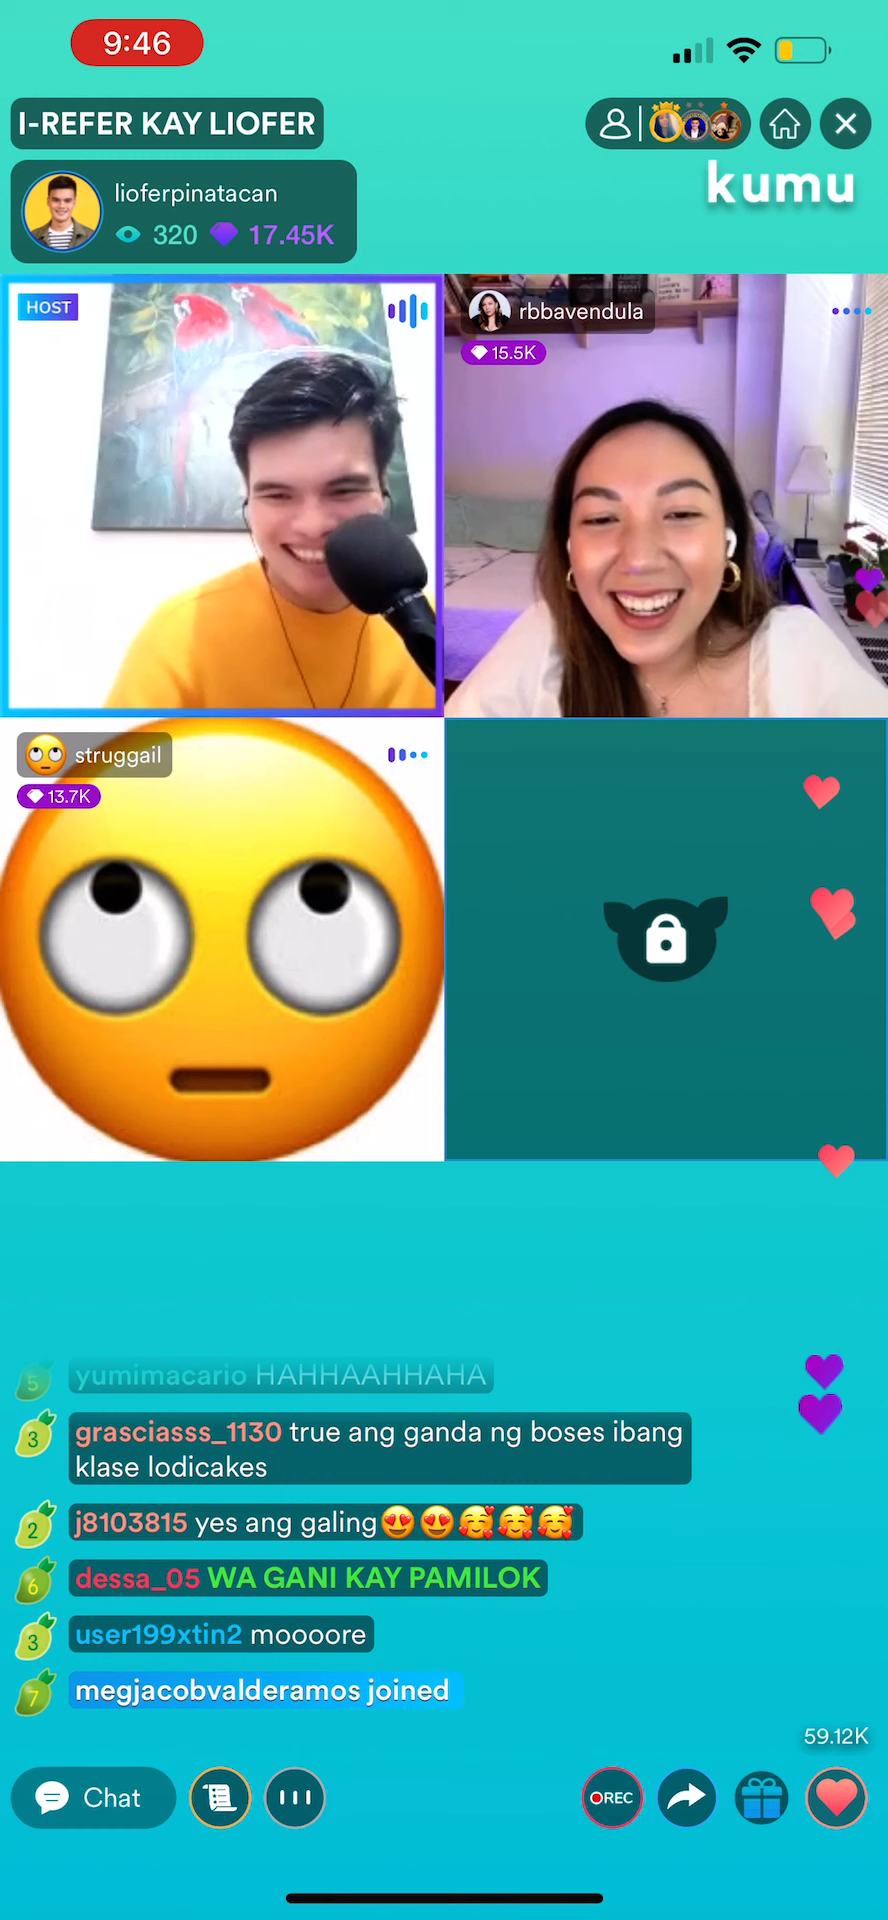 9:46
I-REFER KAY LIOFER
lioferpinatacan
320 17.45K
kumu
HOST
rbbavendula
15.5K
struggail
13.7K
5 yumimacario HAHHAAHHAHA
3 grasciasss_1130 true ang ganda ng boses ibang
klase lodicakes
2 j8103815 yes ang galing😍😍🥰🥰🥰
6 dessa_05 WA GANI KAY PAMILOK
3 user199xtin2 moooore
7 megjacobvalderamos joined
59.12K
Chat
REC